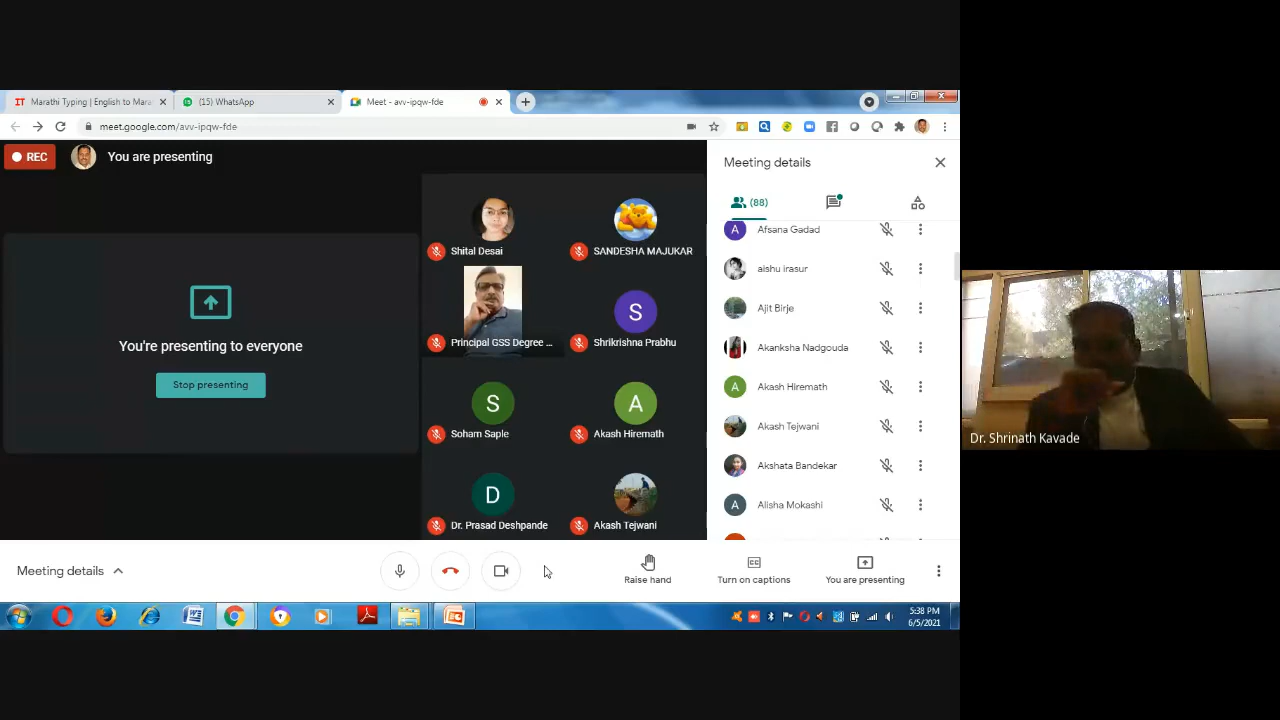 Marathi Typing | English to Mara
(15) WhatsApp
Meet - avv-ipqw-fde
meet.google.com/avv-ipqw-fde
REC
You are presenting
Meeting details
(88)
Shital Desai
SANDESHA MAJUKAR
Afsana Gadad
aishu irasur
Ajit Birje
S
Principal GSS Degree ...
Shrikrishna Prabhu
You're presenting to everyone
Stop presenting
Akanksha Nadgouda
A
Akash Hiremath
S
A
Soham Saple
Akash Hiremath
Akash Tejwani
Dr. Shrinath Kavade
Akshata Bandekar
D
Dr. Prasad Deshpande
Akash Tejwani
A
Alisha Mokashi
Meeting details
Raise hand
Turn on captions
You are presenting
5:38 PM
6/5/2021